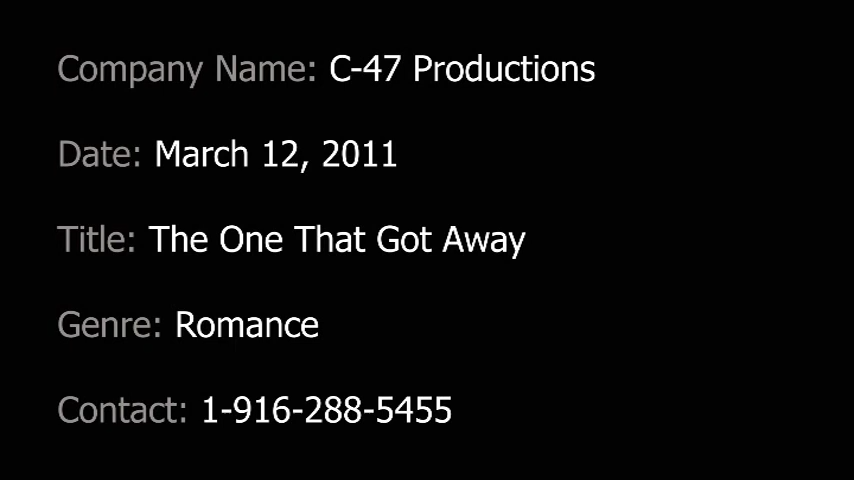 Company Name: C-47 Productions
Date: March 12, 2011
Title: The One That Got Away
Genre: Romance
Contact: 1-916-288-5455